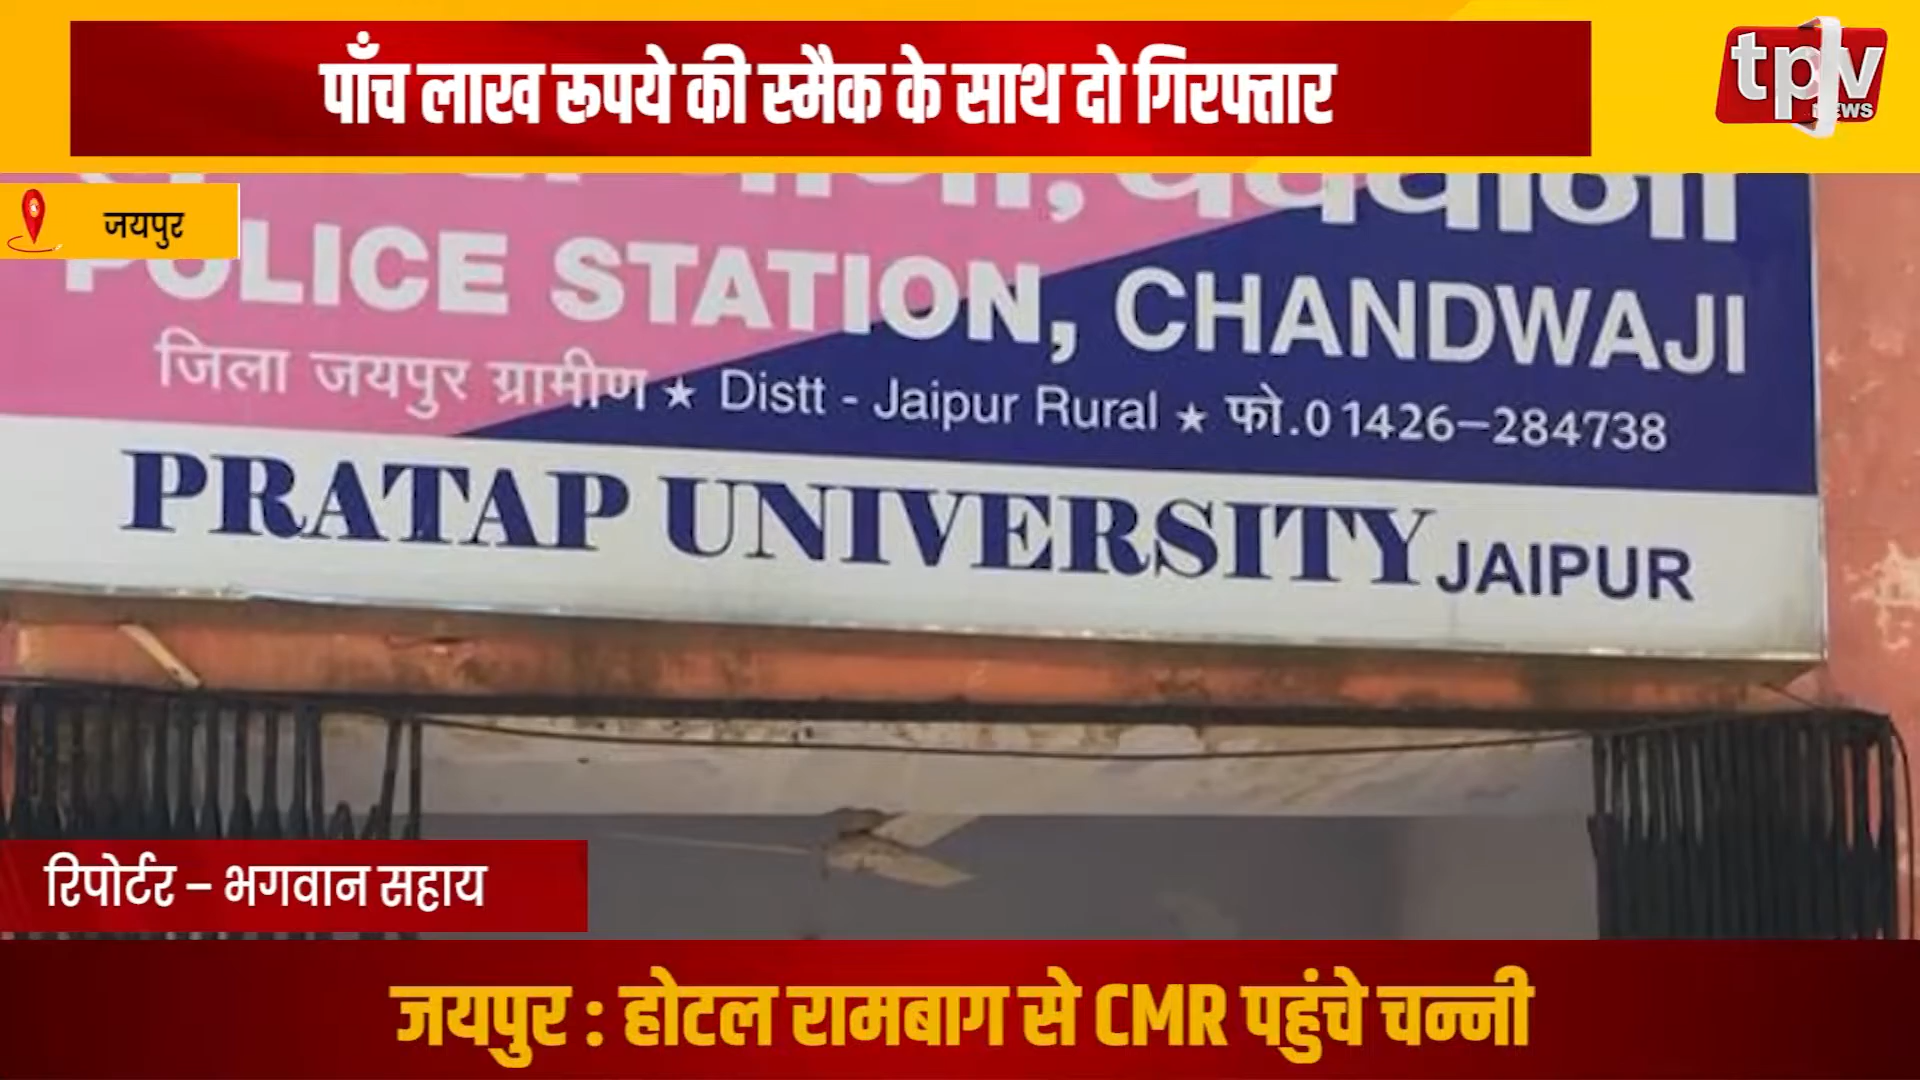 पाँच लाख रूपये की स्मैक के साथ दो गिरफ्तार
tpv
NEWS
जयपुर
POLICE STATION, CHANDWAJI
जिला जयपुर ग्रामीण ★ Distt - Jaipur Rural ★ फो.01426-284738
PRATAP UNIVERSITY JAIPUR
रिपोर्टर – भगवान सहाय
जयपुर : होटल रामबाग से CMR पहुंचे चन्नी